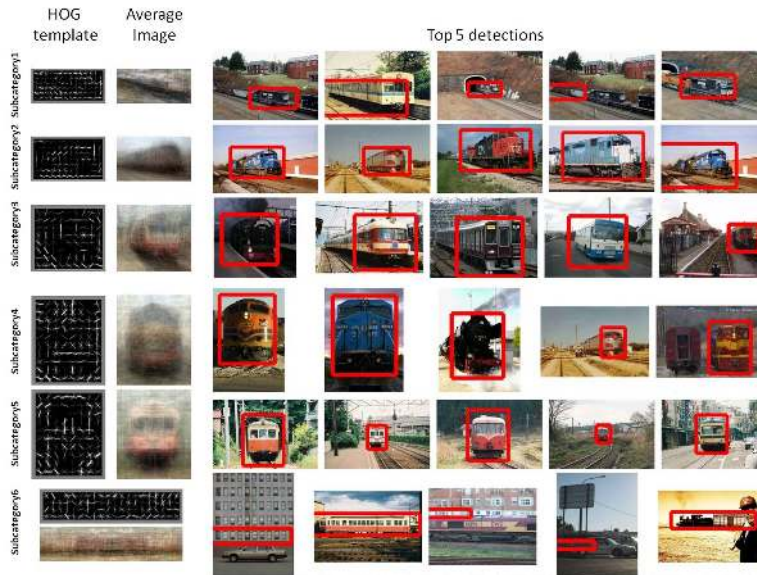 HOG template
Average Image
Top 5 detections
Subcategory1
Subcategory2
Subcategory3
Subcategory4
Subcategory5
Subcategory6